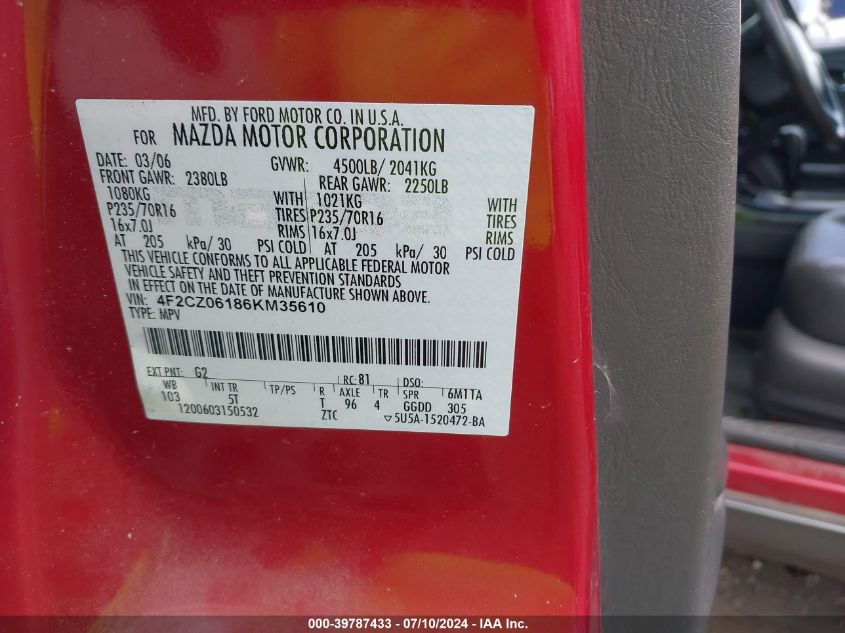 MFD. BY FORD MOTOR CO. IN U.S.A.
FOR MAZDA MOTOR CORPORATION
DATE: 03/06 GVWR: 4500LB/ 2041KG
FRONT GAWR: 2380LB REAR GAWR: 2250LB
1080KG WITH 1021KG WITH
P235/70R16 TIRES P235/70R16 TIRES
16x7.0J RIMS 16x7.0J RIMS
AT 205 kPa/ 30 PSI COLD AT 205 kPa/ 30 PSI COLD
THIS VEHICLE CONFORMS TO ALL APPLICABLE FEDERAL MOTOR
VEHICLE SAFETY AND THEFT PREVENTION STANDARDS
IN EFFECT ON THE DATE OF MANUFACTURE SHOWN ABOVE.
VIN: 4F2CZ06186KM35610
TYPE: MPV
EXT PNT: G2 RC: 81 DSO:
WB INT TR TP/PS R AXLE TR SPR 6M1TA
103 5T T 96 4 GGDD 305
1200603150532 ZTC 5U5A-1520472-BA
000-39787433 - 07/10/2024 - IAA Inc.